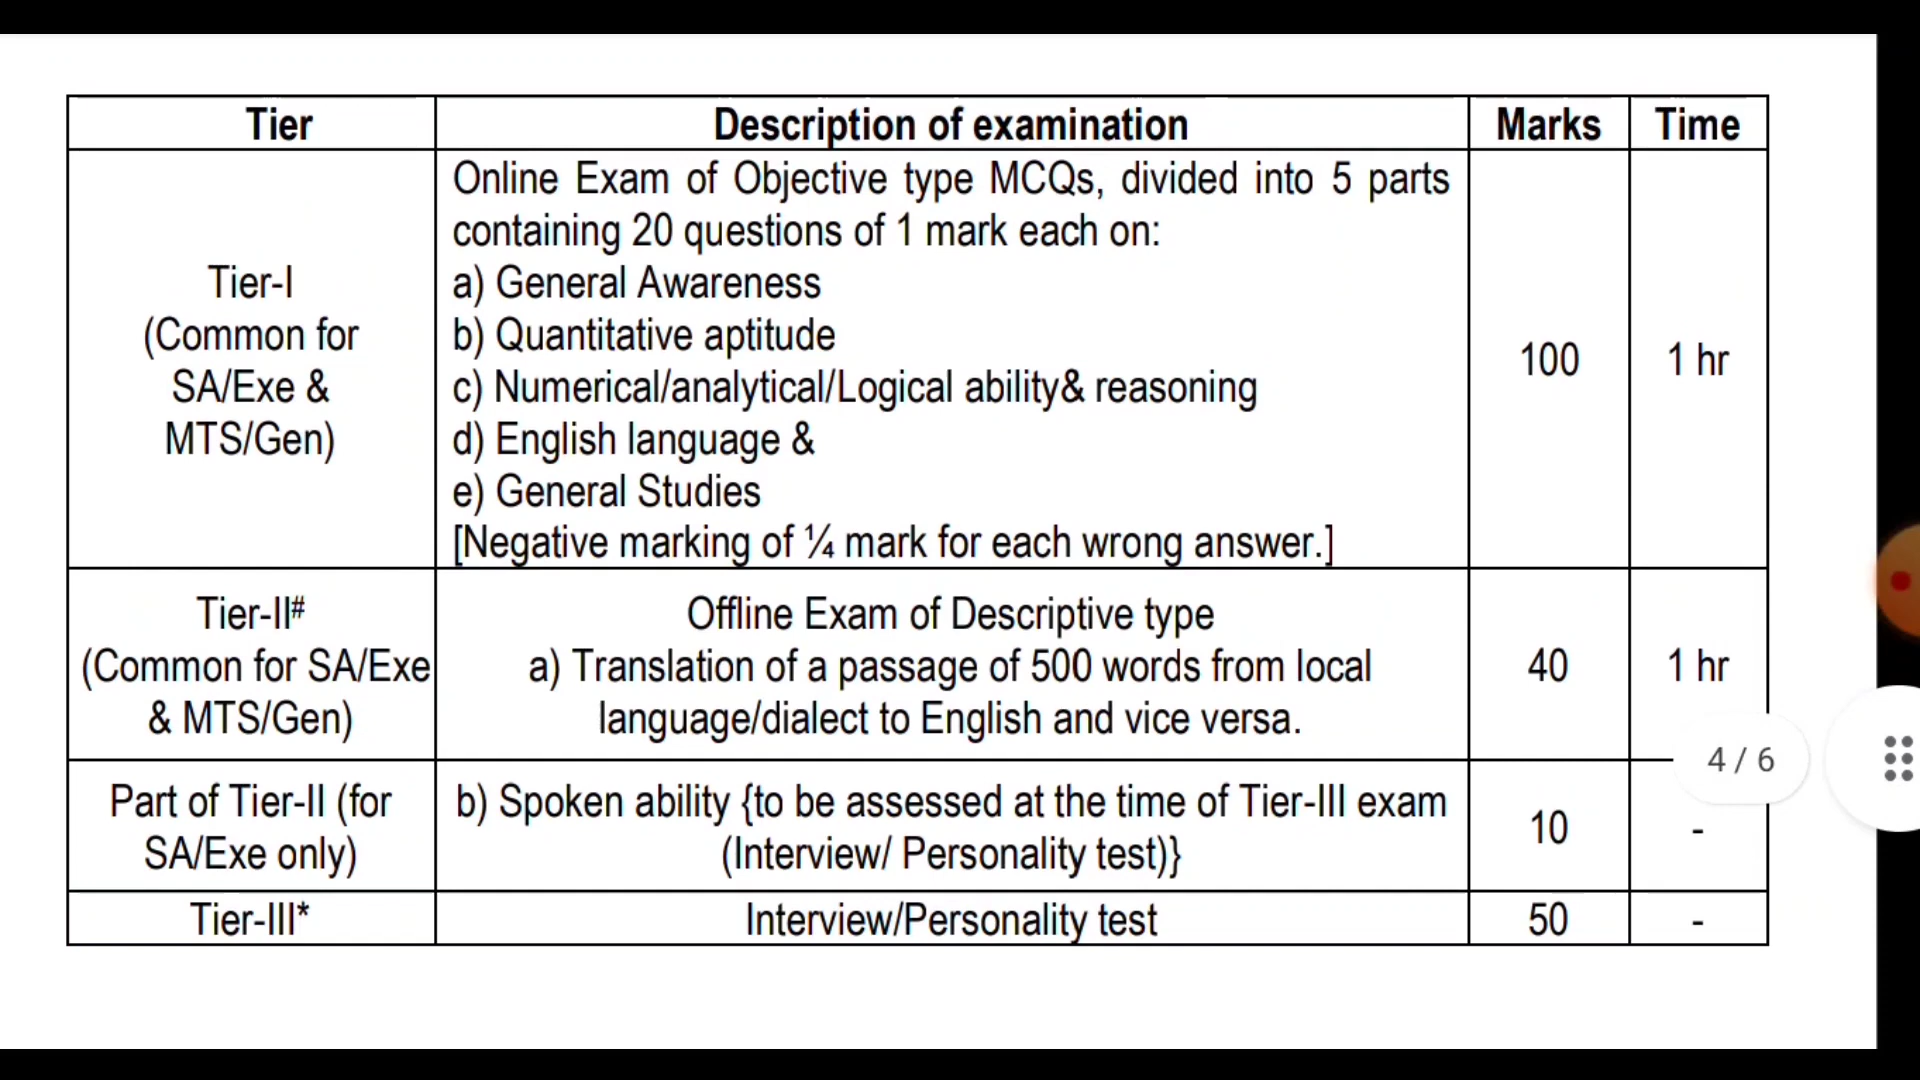 Tier
Description of examination
Marks
Time
Tier-I
(Common for
SA/Exe &
MTS/Gen)
Online Exam of Objective type MCQs, divided into 5 parts
containing 20 questions of 1 mark each on:
a) General Awareness
b) Quantitative aptitude
c) Numerical/analytical/Logical ability& reasoning
d) English language &
e) General Studies
[Negative marking of ¼ mark for each wrong answer.]
100
1 hr
Tier-II#
(Common for SA/Exe
& MTS/Gen)
Offline Exam of Descriptive type
a) Translation of a passage of 500 words from local
language/dialect to English and vice versa.
40
1 hr
Part of Tier-II (for
SA/Exe only)
b) Spoken ability {to be assessed at the time of Tier-III exam
(Interview/ Personality test)}
10
-
Tier-III*
Interview/Personality test
50
-
4 / 6